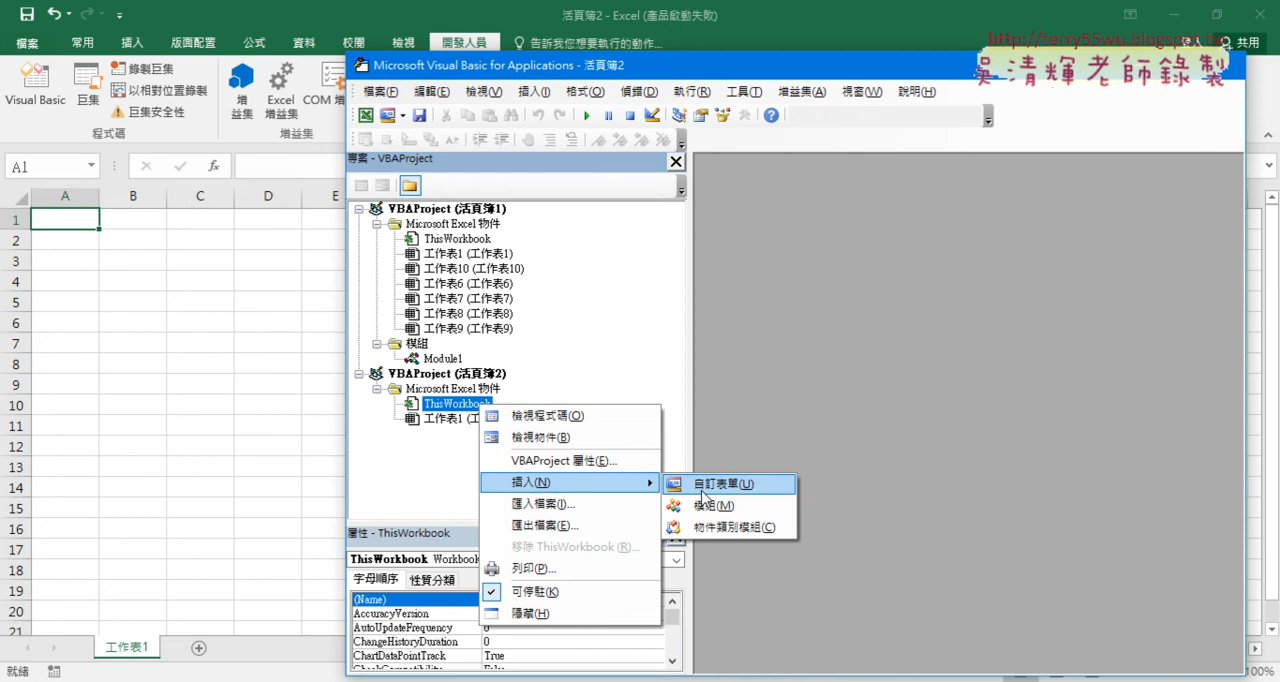 活頁簿2 - Excel (產品啟動失敗)
http://terry55wu.blogspot.tw
吳清輝老師錄製
檔案 常用 插入 版面配置 公式 資料 校閱 檢視 開發人員 告訴我您想要執行的動作... 共用
Visual Basic 巨集 錄製巨集
以相對位置錄製
巨集安全性
增益集 Excel 增益集 COM 增
程式碼 增益集
A1 fx
A B C D E
1
2
3
4
5
6
7
8
9
10
11
12
13
14
15
16
17
18
19
20
21
工作表1
就緒
100%
Microsoft Visual Basic for Applications - 活頁簿2
檔案(F) 編輯(E) 檢視(V) 插入(I) 格式(O) 偵錯(D) 執行(R) 工具(T) 增益集(A) 視窗(W) 說明(H)
專案 - VBAProject
VBAProject (活頁簿1)
Microsoft Excel 物件
ThisWorkbook
工作表1 (工作表1)
工作表10 (工作表10)
工作表6 (工作表6)
工作表7 (工作表7)
工作表8 (工作表8)
工作表9 (工作表9)
模組
Module1
VBAProject (活頁簿2)
Microsoft Excel 物件
ThisWorkbook
工作表1 (工
檢視程式碼(O)
檢視物件(B)
VBAProject 屬性(E)...
插入(N)
匯入檔案(I)...
匯出檔案(E)...
移除 ThisWorkbook (R)...
列印(P)...
可停駐(K)
隱藏(H)
自訂表單(U)
模組(M)
物件類別模組(C)
屬性 - ThisWorkbook
ThisWorkbook Workbook
字母順序 性質分類
(Name)
AccuracyVersion 0
AutoUpdateFrequency 0
ChangeHistoryDuration 0
ChartDataPointTrack True
CheckCompatibility False